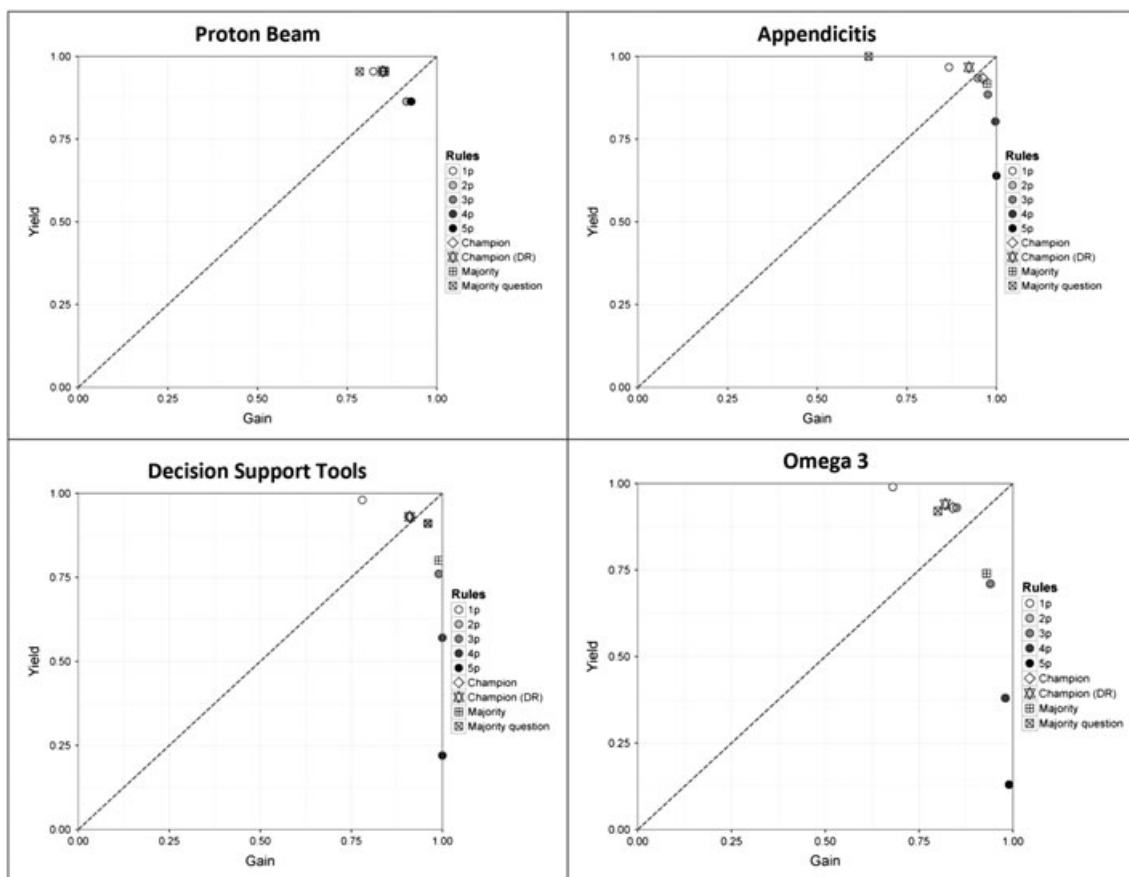 Proton Beam
1.00
0.75
0.50
0.25
0.00
Yield
0.00 0.25 0.50 0.75 1.00
Gain
Rules
1p
2p
3p
4p
5p
Champion
Champion (DR)
Majority
Majority question
Appendicitis
1.00
0.75
0.50
0.25
0.00
Yield
0.00 0.25 0.50 0.75 1.00
Gain
Rules
1p
2p
3p
4p
5p
Champion
Champion (DR)
Majority
Majority question
Decision Support Tools
1.00
0.75
0.50
0.25
0.00
Yield
0.00 0.25 0.50 0.75 1.00
Gain
Rules
1p
2p
3p
4p
5p
Champion
Champion (DR)
Majority
Majority question
Omega 3
1.00
0.75
0.50
0.25
0.00
Yield
0.00 0.25 0.50 0.75 1.00
Gain
Rules
1p
2p
3p
4p
5p
Champion
Champion (DR)
Majority
Majority question